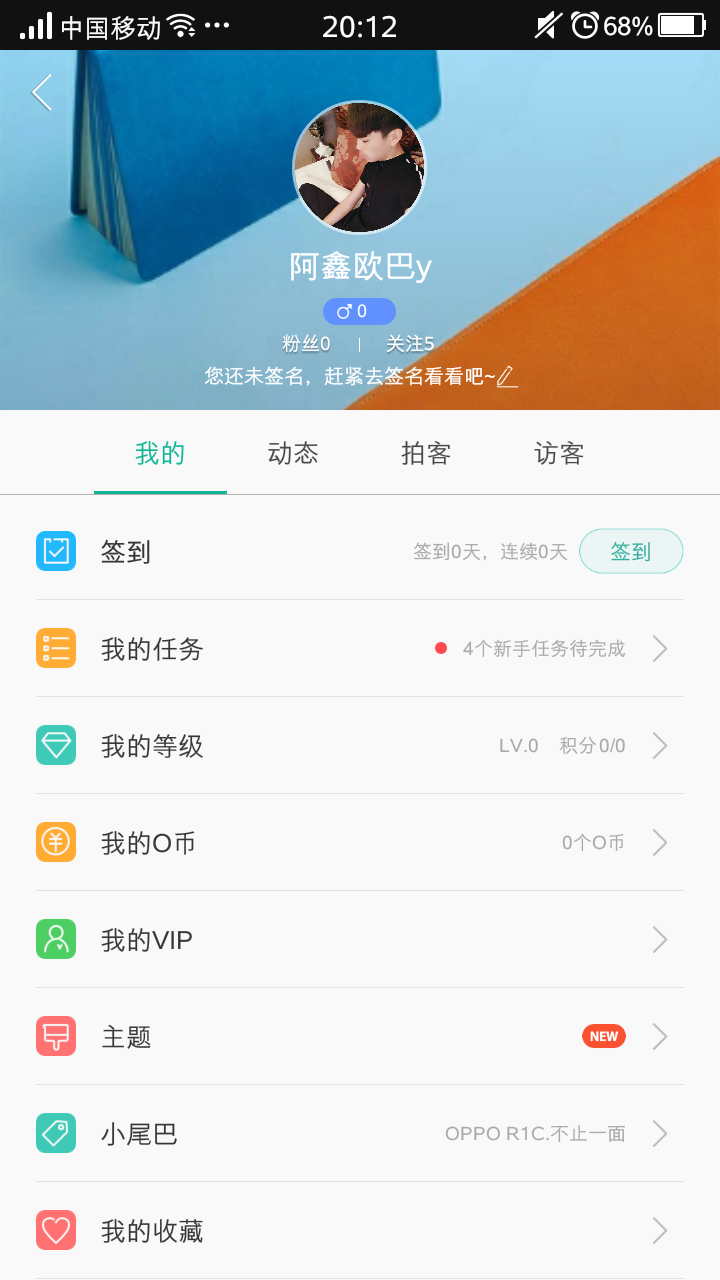 中国移动 20:12 68%
阿鑫欧巴y
♂ 0
粉丝0 | 关注5
您还未签名，赶紧去签名看看吧~
我的 动态 拍客 访客
签到 签到0天，连续0天 签到
我的任务 4个新手任务待完成
我的等级 LV.0 积分0/0
我的O币 0个O币
我的VIP
主题 NEW
小尾巴 OPPO R1C.不止一面
我的收藏